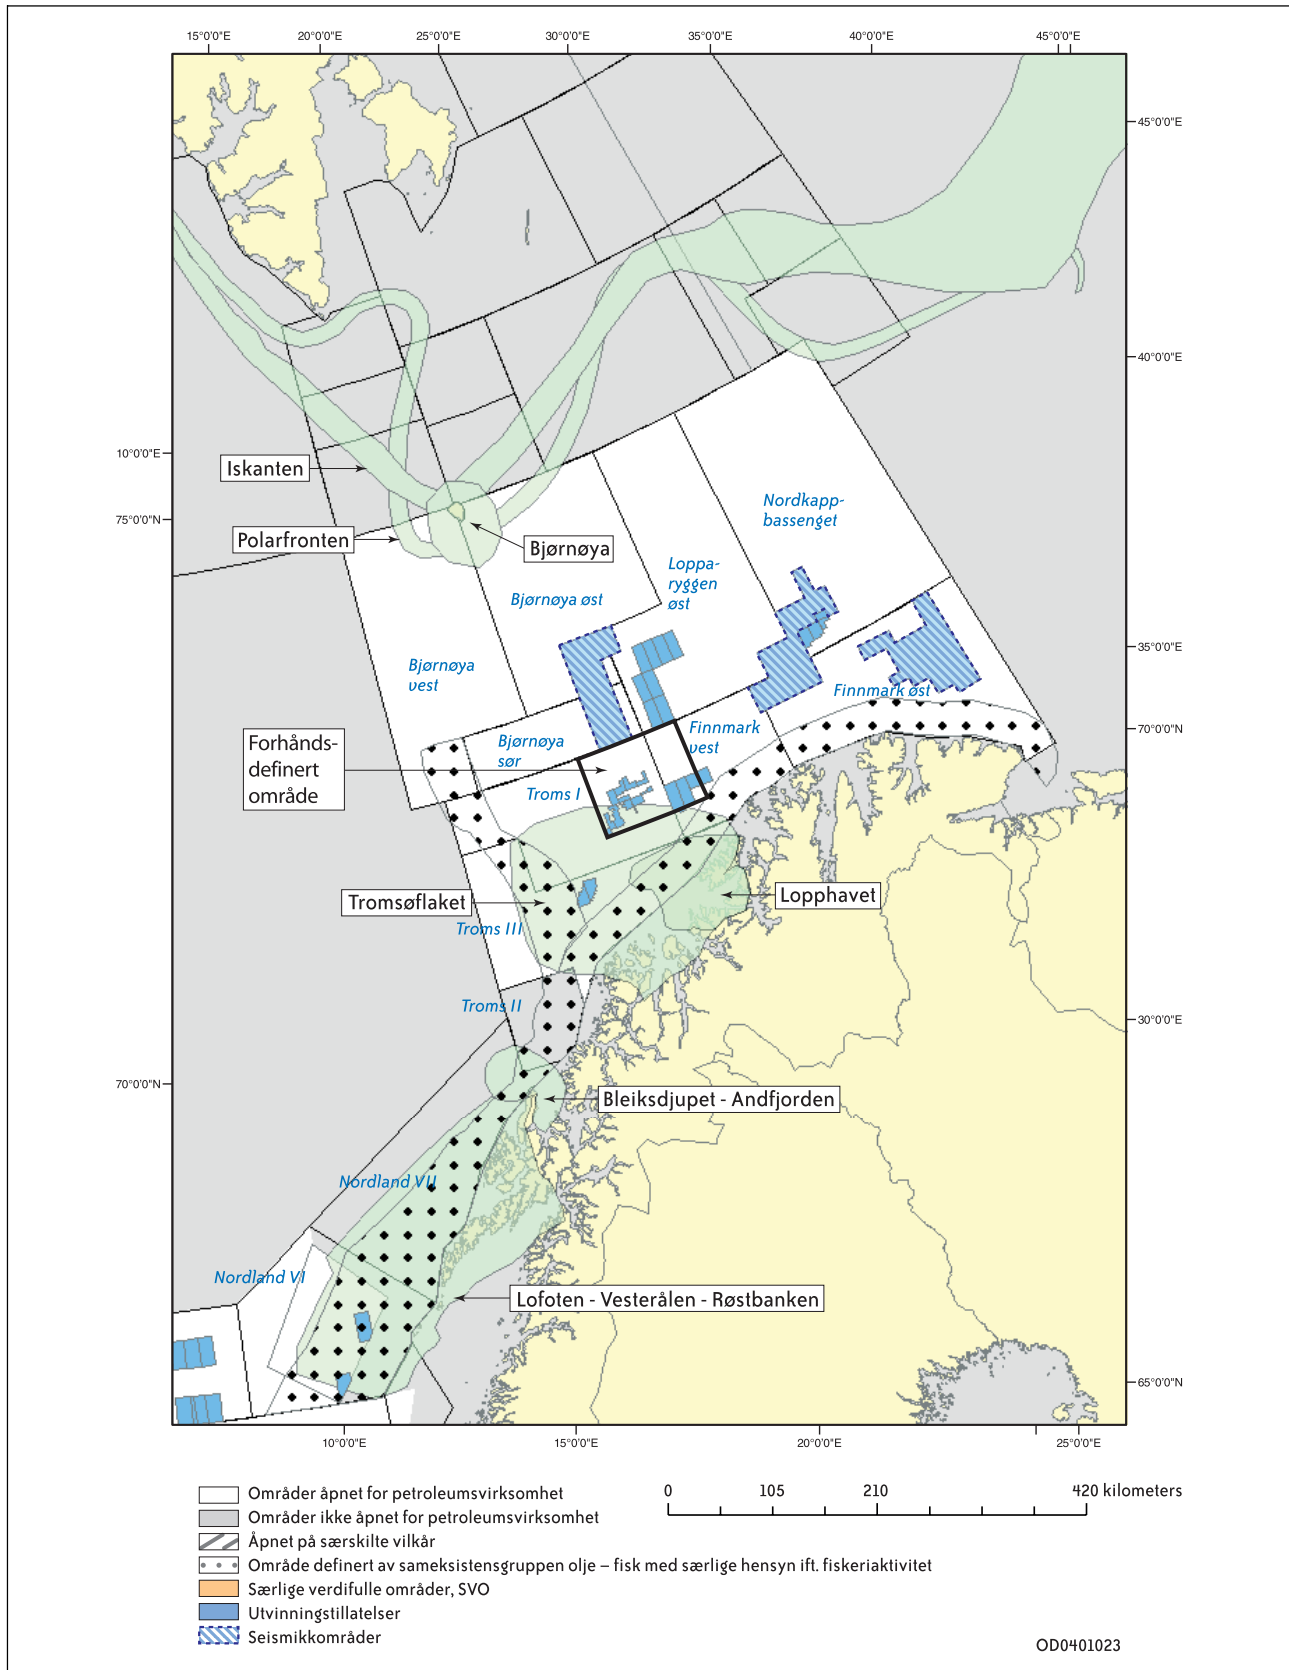 15°0'0"E
20°0'0"E
25°0'0"E
30°0'0"E
35°0'0"E
40°0'0"E
45°0'0"E
45°0'0"E
40°0'0"E
10°0'0"E
Iskanten
75°0'0"N
Polarfronten
Bjørnøya
Nordkapp-
bassenget
Loppa-
ryggen
øst
Bjørnøya øst
35°0'0"E
Bjørnøya
vest
Finnmark øst
70°0'0"N
Finnmark
vest
Bjørnøya
sør
Forhånds-
definert
område
Troms I
Tromsøflaket
Lopphavet
Troms III
Troms II
30°0'0"E
70°0'0"N
Bleiksdjupet - Andfjorden
Nordland VII
Nordland VI
Lofoten - Vesterålen - Røstbanken
65°0'0"N
10°0'0"E
15°0'0"E
20°0'0"E
25°0'0"E
Områder åpnet for petroleumsvirksomhet
Områder ikke åpnet for petroleumsvirksomhet
Åpnet på særskilte vilkår
Område definert av sameksistensgruppen olje – fisk med særlige hensyn ift. fiskeriaktivitet
Særlige verdifulle områder, SVO
Utvinningstillatelser
Seismikkområder
0 105 210 420 kilometers
OD0401023